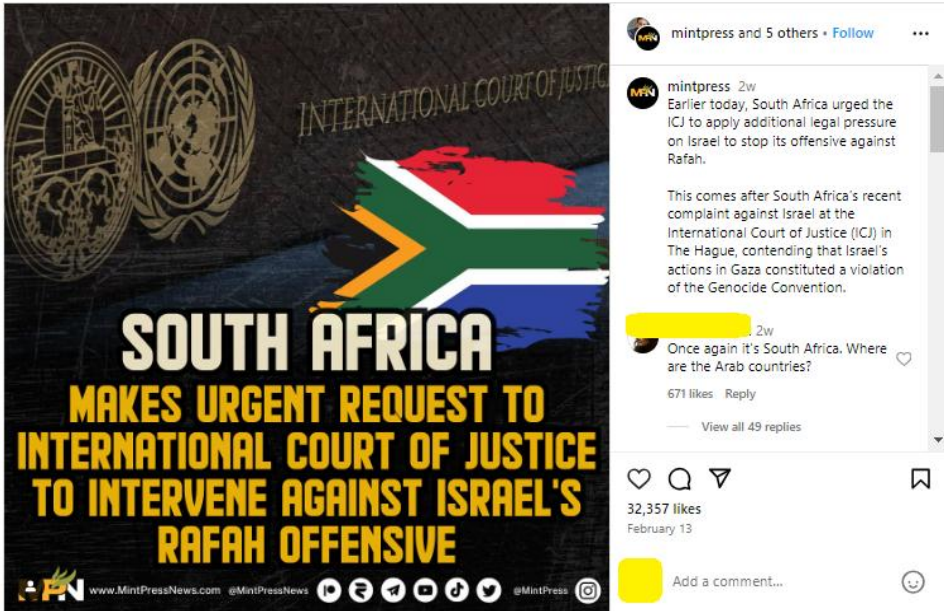 INTERNATIONAL COURT OF JUSTIC
SOUTH AFRICA
MAKES URGENT REQUEST TO
INTERNATIONAL COURT OF JUSTICE
TO INTERVENE AGAINST ISRAEL'S
RAFAH OFFENSIVE
MPN www.MintPressNews.com @MintPressNews @MintPress
MPN mintpress and 5 others • Follow
MPN mintpress 2w
Earlier today, South Africa urged the
ICJ to apply additional legal pressure
on Israel to stop its offensive against
Rafah.
This comes after South Africa's recent
complaint against Israel at the
International Court of Justice (ICJ) in
The Hague, contending that Israel's
actions in Gaza constituted a violation
of the Genocide Convention.
2w
Once again it's South Africa. Where
are the Arab countries?
671 likes Reply
View all 49 replies
32,357 likes
February 13
Add a comment...